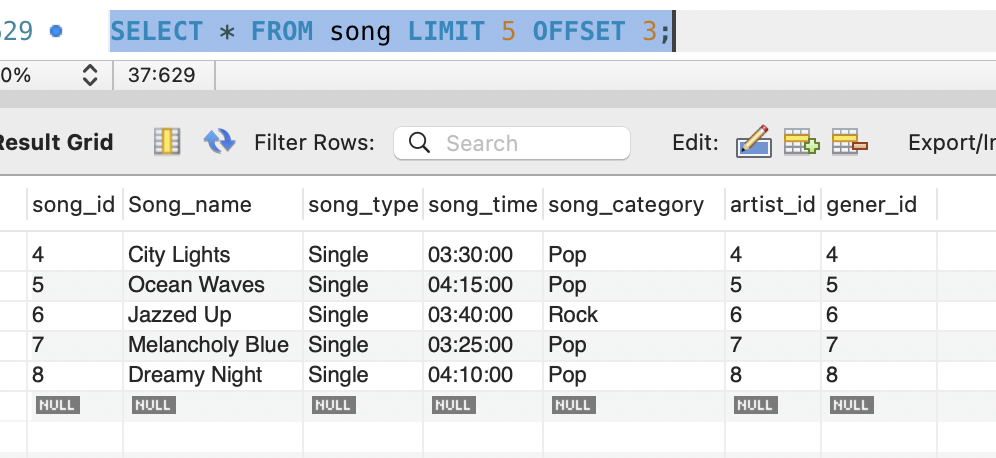 529 SELECT * FROM song LIMIT 5 OFFSET 3;
0% 37:629
Result Grid Filter Rows: Search Edit: Export/Im
song_id Song_name song_type song_time song_category artist_id gener_id
4 City Lights Single 03:30:00 Pop 4 4
5 Ocean Waves Single 04:15:00 Pop 5 5
6 Jazzed Up Single 03:40:00 Rock 6 6
7 Melancholy Blue Single 03:25:00 Pop 7 7
8 Dreamy Night Single 04:10:00 Pop 8 8
NULL NULL NULL NULL NULL NULL NULL